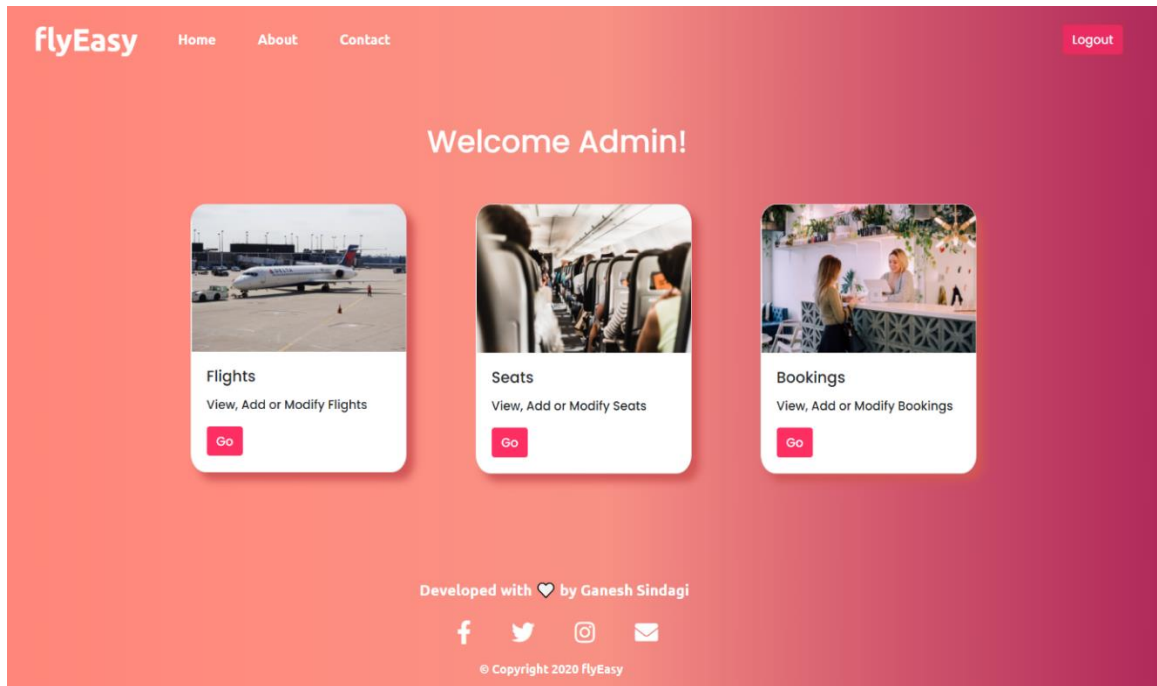 flyEasy Home About Contact Logout
Welcome Admin!
DELTA
Flights
View, Add or Modify Flights
Go
Seats
View, Add or Modify Seats
Go
Bookings
View, Add or Modify Bookings
Go
Developed with 🤍 by Ganesh Sindagi
© Copyright 2020 flyEasy